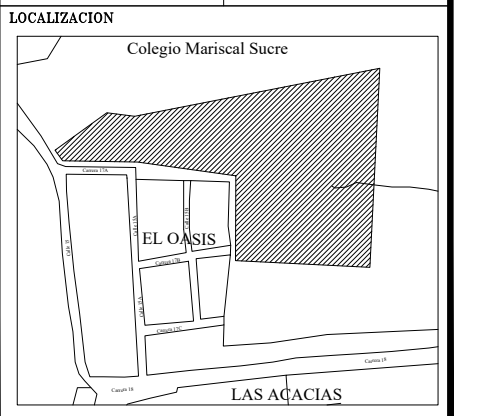 LOCALIZACION
Colegio Mariscal Sucre
Carrera 17A
EL OASIS
Carrera 17B
Carrera 17C
Carrera 18
Carrera 18
LAS ACACIAS